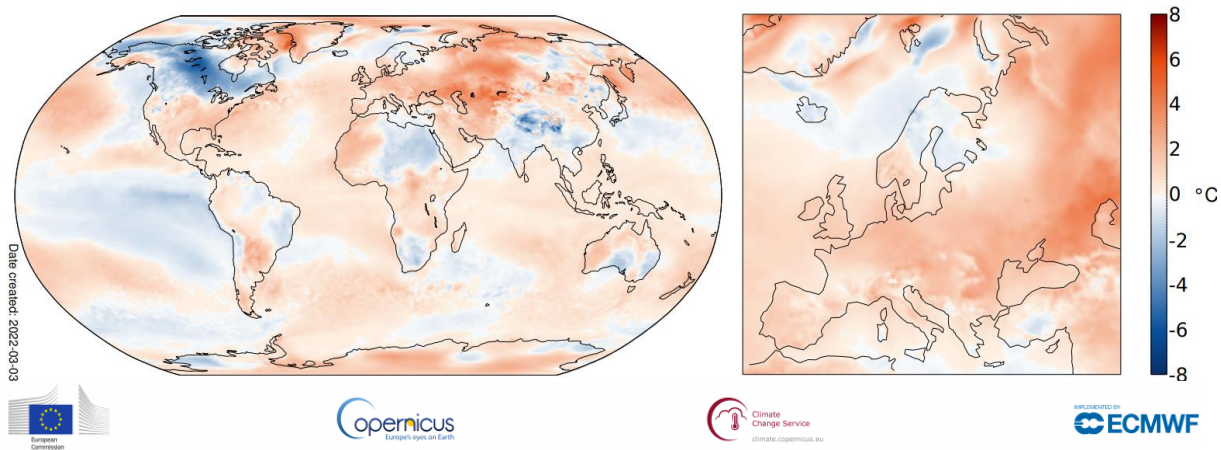 8
6
4
2
0
-2
-4
-6
-8
°C
Date created: 2022-03-03
European
Commission
opernicus
Europe's eyes on Earth
Climate
Change Service
climate.copernicus.eu
IMPLEMENTED BY
ECMWF